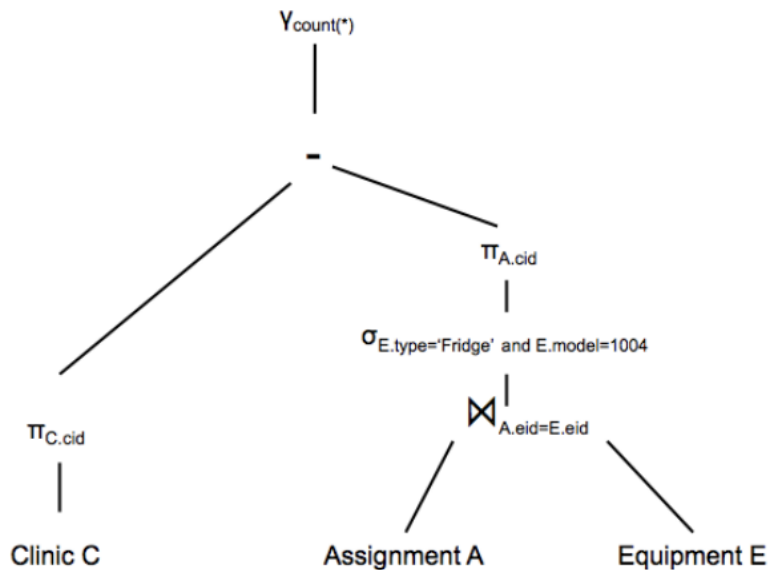 γcount(*)
-
πA.cid
σE.type=‘Fridge’ and E.model=1004
⋈A.eid=E.eid
πC.cid
Clinic C Assignment A Equipment E